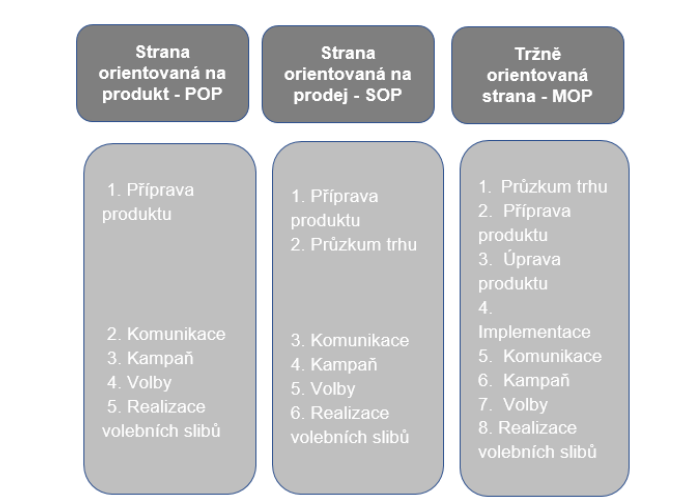 Strana
orientovaná na
produkt - POP
Strana
orientovaná na
prodej - SOP
Tržně
orientovaná
strana - MOP
1. Příprava
produktu
2. Komunikace
3. Kampaň
4. Volby
5. Realizace
volebních slibů
1. Příprava
produktu
2. Průzkum trhu
3. Komunikace
4. Kampaň
5. Volby
6. Realizace
volebních slibů
1. Průzkum trhu
2. Příprava
produktu
3. Úprava
produktu
4.
Implementace
5. Komunikace
6. Kampaň
7. Volby
8. Realizace
volebních slibů